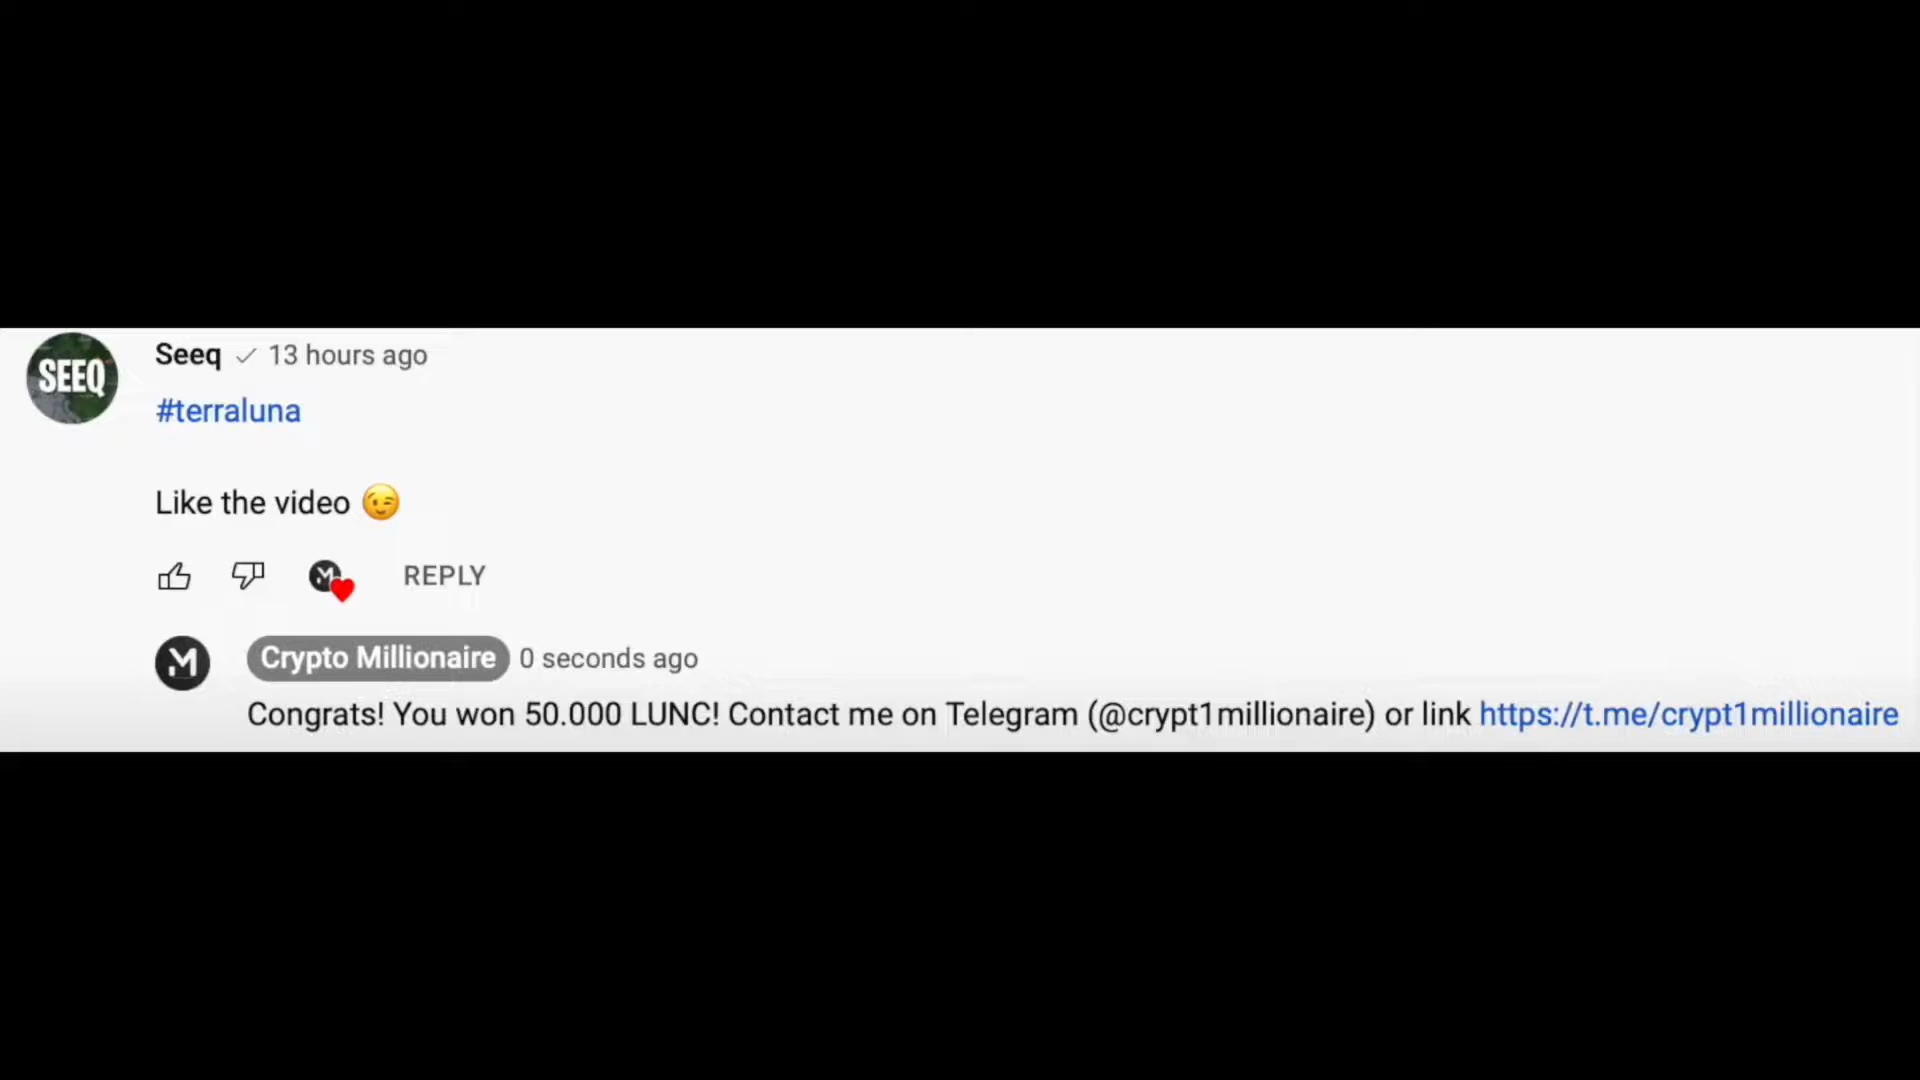 SEEQ
Seeq 13 hours ago
#terraluna
Like the video 😉
REPLY
M
Crypto Millionaire 0 seconds ago
Congrats! You won 50.000 LUNC! Contact me on Telegram (@crypt1millionaire) or link https://t.me/crypt1millionaire